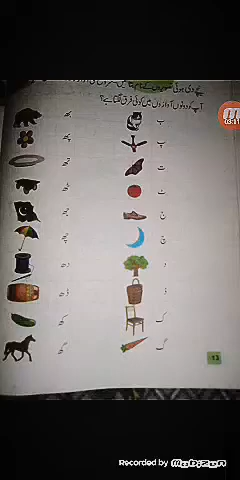 آپ کو دونوں آوازوں میں کوئی فرق لگتا ہے؟
ب بھ
پ پھ
ت تھ
ٹ ٹھ
ج جھ
چ چھ
د دھ
ڈ ڈھ
ک کھ
گ گھ
13
Recorded by Mobizen